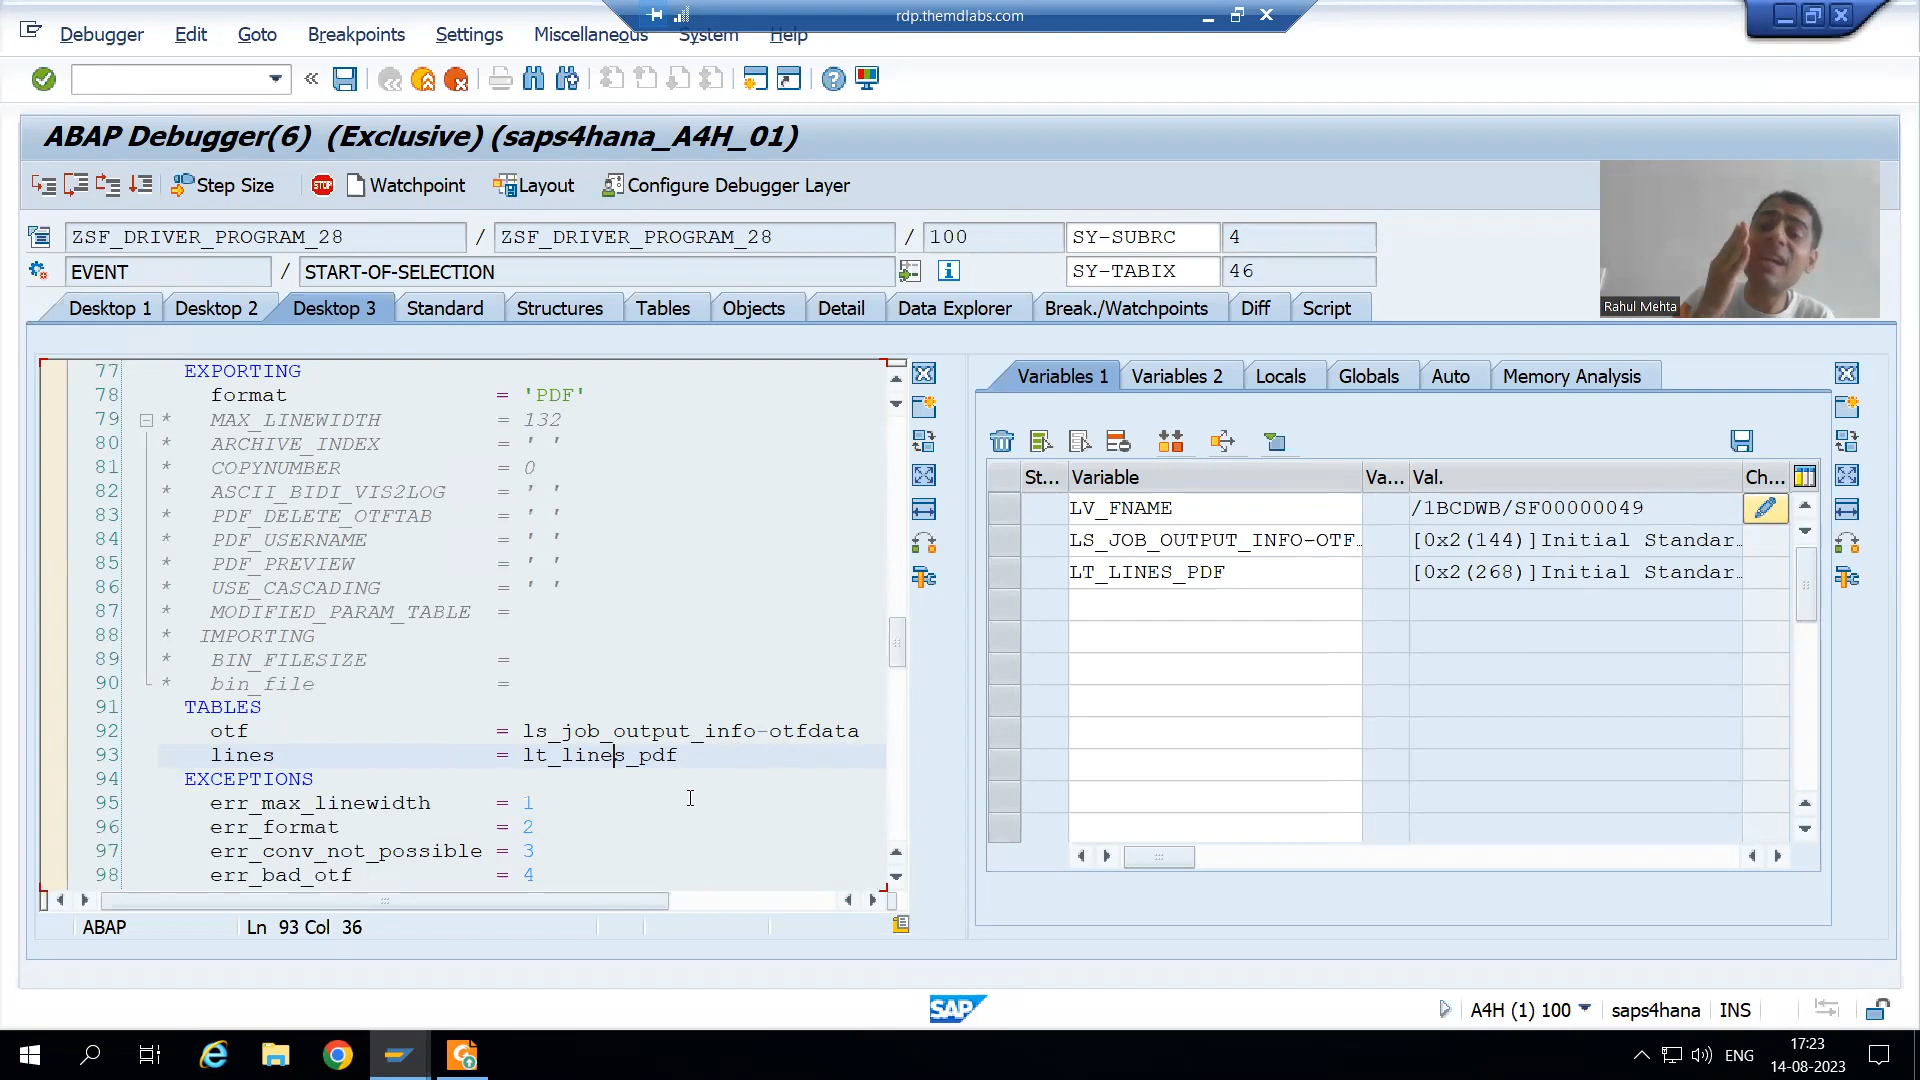 rdp.themdlabs.com
Debugger Edit Goto Breakpoints Settings Miscellaneous System Help
ABAP Debugger(6) (Exclusive) (saps4hana_A4H_01)
Step Size STOP Watchpoint Layout Configure Debugger Layer
ZSF_DRIVER_PROGRAM_28 / ZSF_DRIVER_PROGRAM_28 / 100 SY-SUBRC 4
EVENT / START-OF-SELECTION SY-TABIX 46
Rahul Mehta
Desktop 1 Desktop 2 Desktop 3 Standard Structures Tables Objects Detail Data Explorer Break./Watchpoints Diff Script
77 EXPORTING
78 format = 'PDF'
79 * MAX_LINEWIDTH = 132
80 * ARCHIVE_INDEX = ' '
81 * COPYNUMBER = 0
82 * ASCII_BIDI_VIS2LOG = ' '
83 * PDF_DELETE_OTFTAB = ' '
84 * PDF_USERNAME = ' '
85 * PDF_PREVIEW = ' '
86 * USE_CASCADING = ' '
87 * MODIFIED_PARAM_TABLE =
88 * IMPORTING
89 * BIN_FILESIZE =
90 * bin_file =
91 TABLES
92 otf = ls_job_output_info-otfdata
93 lines = lt_lines_pdf
94 EXCEPTIONS
95 err_max_linewidth = 1
96 err_format = 2
97 err_conv_not_possible = 3
98 err_bad_otf = 4
ABAP Ln 93 Col 36
Variables 1 Variables 2 Locals Globals Auto Memory Analysis
St... Variable Va... Val. Ch...
LV_FNAME /1BCDWB/SF00000049
LS_JOB_OUTPUT_INFO-OTF... [0x2(144)]Initial Standar...
LT_LINES_PDF [0x2(268)]Initial Standar...
SAP
A4H (1) 100 saps4hana INS
ENG
17:23
14-08-2023